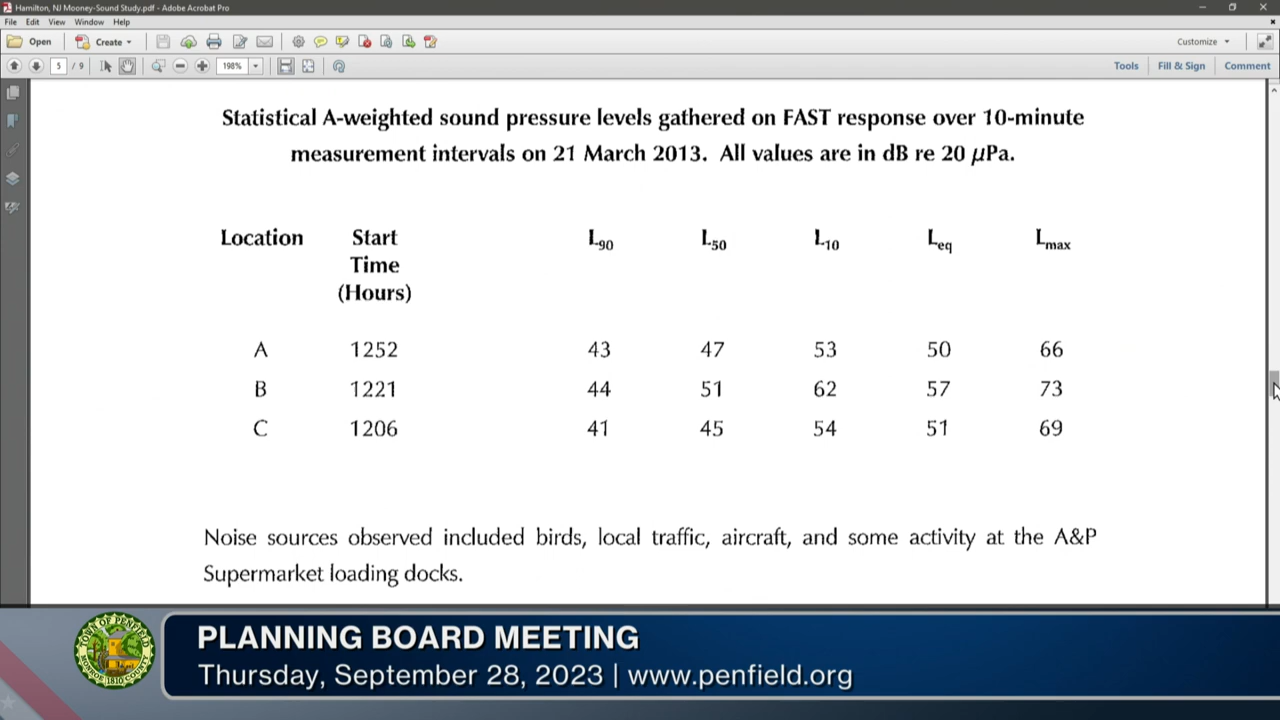 Hamilton, NJ Mooney-Sound Study.pdf - Adobe Acrobat Pro
File Edit View Window Help
Open Create Customize
5 / 9 198% Tools Fill & Sign Comment
Statistical A-weighted sound pressure levels gathered on FAST response over 10-minute
measurement intervals on 21 March 2013. All values are in dB re 20 µPa.
Location Start Time (Hours) L90 L50 L10 Leq Lmax
A 1252 43 47 53 50 66
B 1221 44 51 62 57 73
C 1206 41 45 54 51 69
Noise sources observed included birds, local traffic, aircraft, and some activity at the A&P
Supermarket loading docks.
TOWN OF PENFIELD
1810
PLANNING BOARD MEETING
Thursday, September 28, 2023 | www.penfield.org